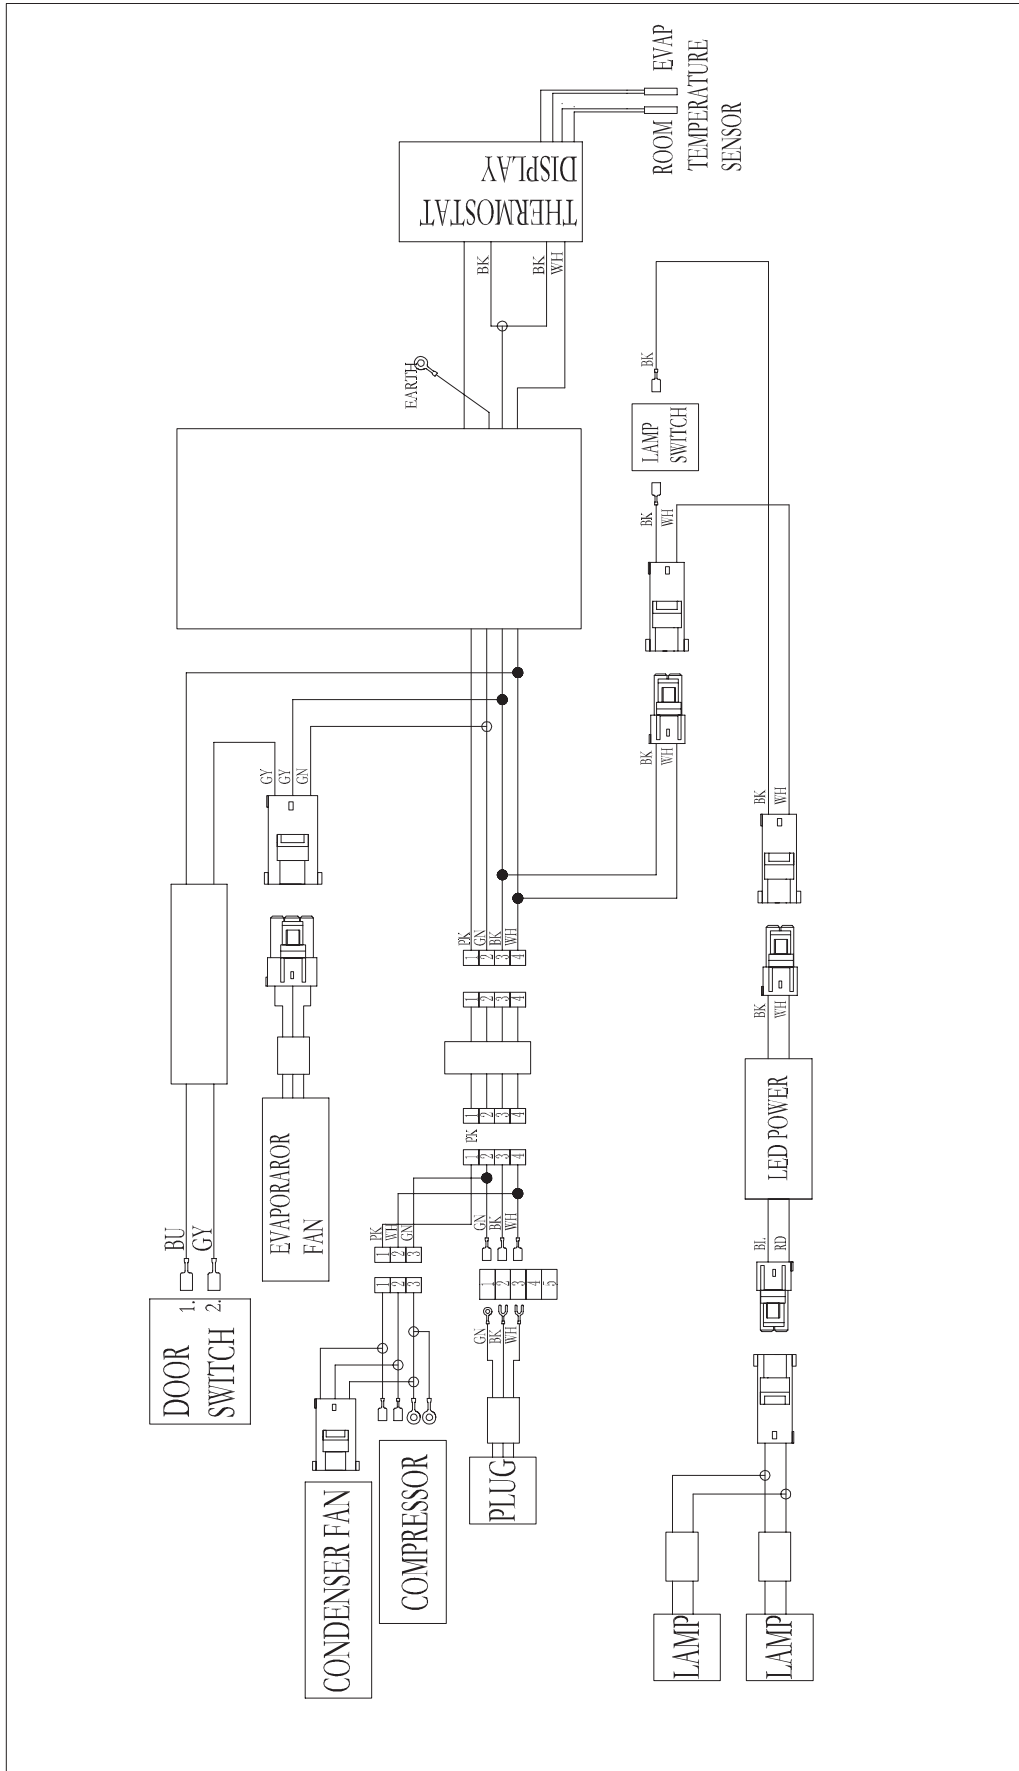 EVAP
ROOM
TEMPERATURE
SENSOR
THERMOSTAT
DISPLAY
BK
BK
WH
EARTH
BK
LAMP
SWITCH
BK
WH
BK
WH
GY
GY
GN
BK
WH
PK
GN
BK
WH
1
2
3
4
1
2
3
4
BK
WH
LED POWER
1
2
3
4
PK
1
2
3
4
EVAPORAROR
FAN
BU
GY
PK
WH
GN
GN
BK
WH
BL
RD
1
2
3
1
2
3
1
2
3
4
5
1.
2.
DOOR
SWITCH
GN
BK
WH
CONDENSER FAN
COMPRESSOR
PLUG
LAMP
LAMP